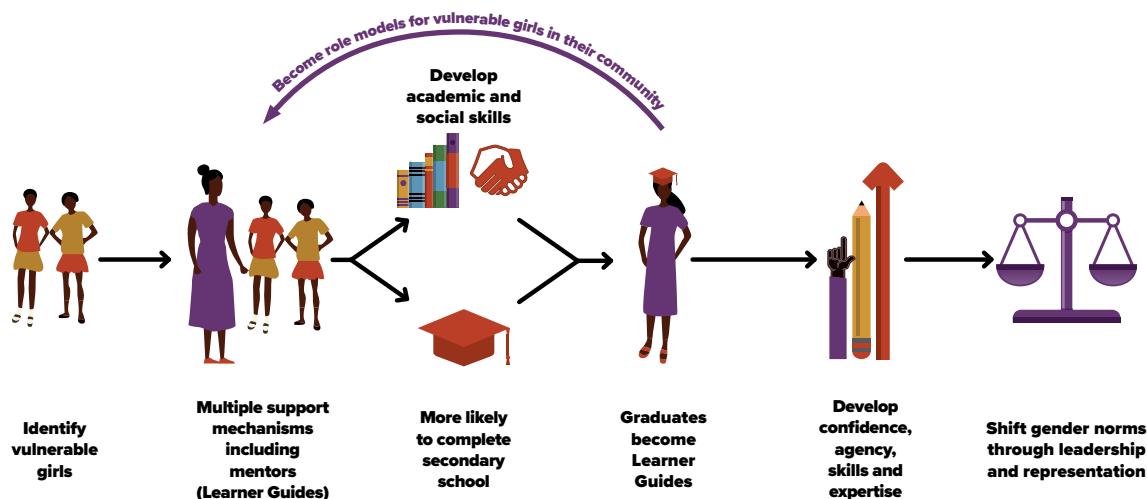 Become role models for vulnerable girls in their community
Develop
academic and
social skills
Identify
vulnerable
girls
Multiple support
mechanisms
including
mentors
(Learner Guides)
More likely
to complete
secondary
school
Graduates
become
Learner
Guides
Develop
confidence,
agency,
skills and
expertise
Shift gender norms
through leadership
and representation